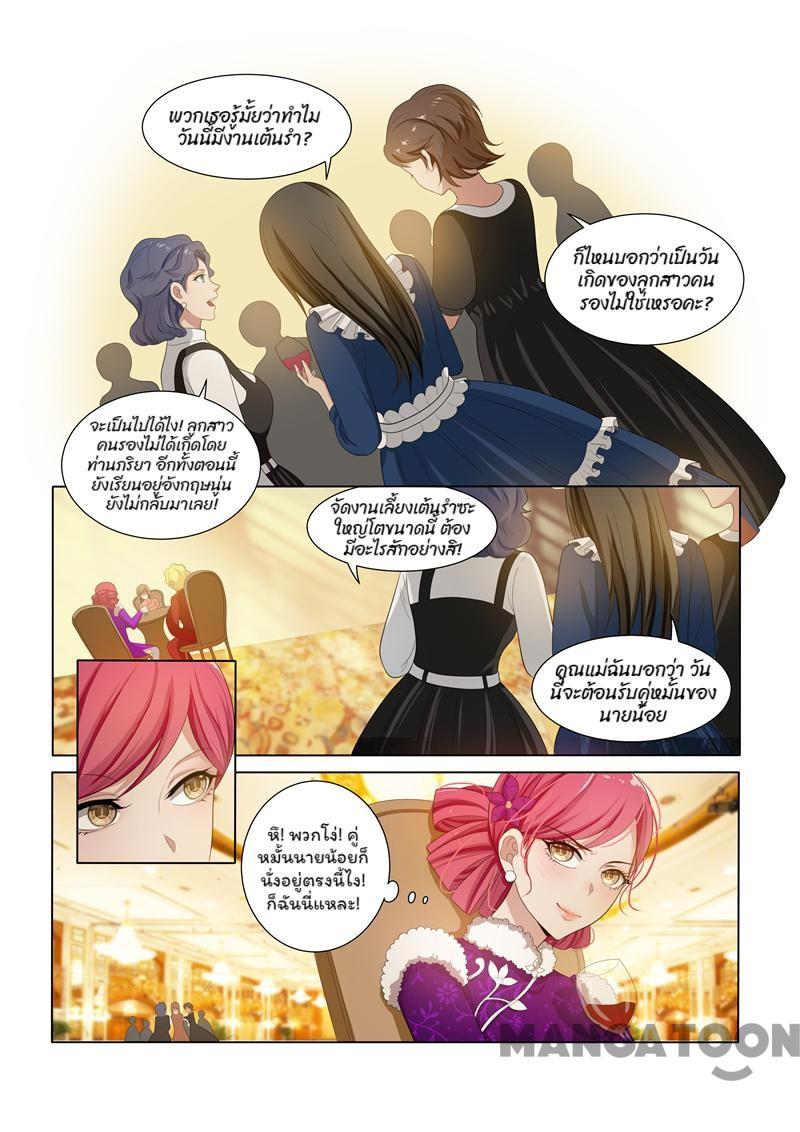 พวกเธอรู้มั้ยว่าทำไม
วันนี้มีงานเต้นรำ?
ก็ไหนบอกว่าเป็นวัน
เกิดของลูกสาวคน
รองไม่ใช่เหรอคะ?
จะเป็นไปได้ไง! ลูกสาว
คนรองไม่ได้เกิดโดย
ท่านภริยา อีกทั้งตอนนี้
ยังเรียนอยู่อังกฤษนู่น
ยังไม่กลับมาเลย!
จัดงานเลี้ยงเต้นรำซะ
ใหญ่โตขนาดนี้ ต้อง
มีอะไรสักอย่างสิ!
คุณแม่ฉันบอกว่า วัน
นี้จะต้อนรับคู่หมั้นของ
นายน้อย
หึ! พวกโง่! คู่
หมั้นนายน้อยก็
นั่งอยู่ตรงนี้ไง!
ก็ฉันนี่แหละ!
MANGATOON